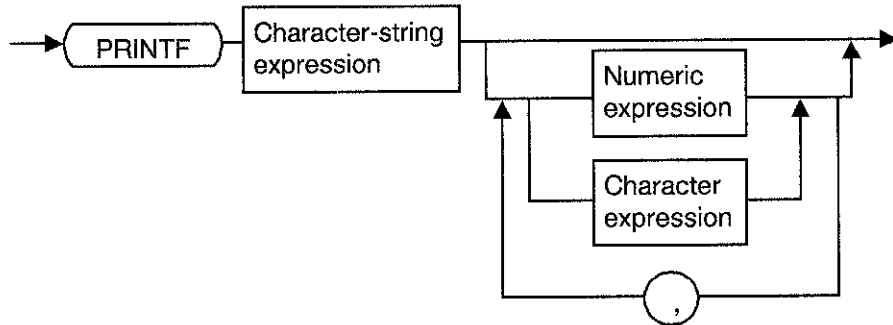 PRINTF
Character-string
expression
Numeric
expression
Character
expression
,